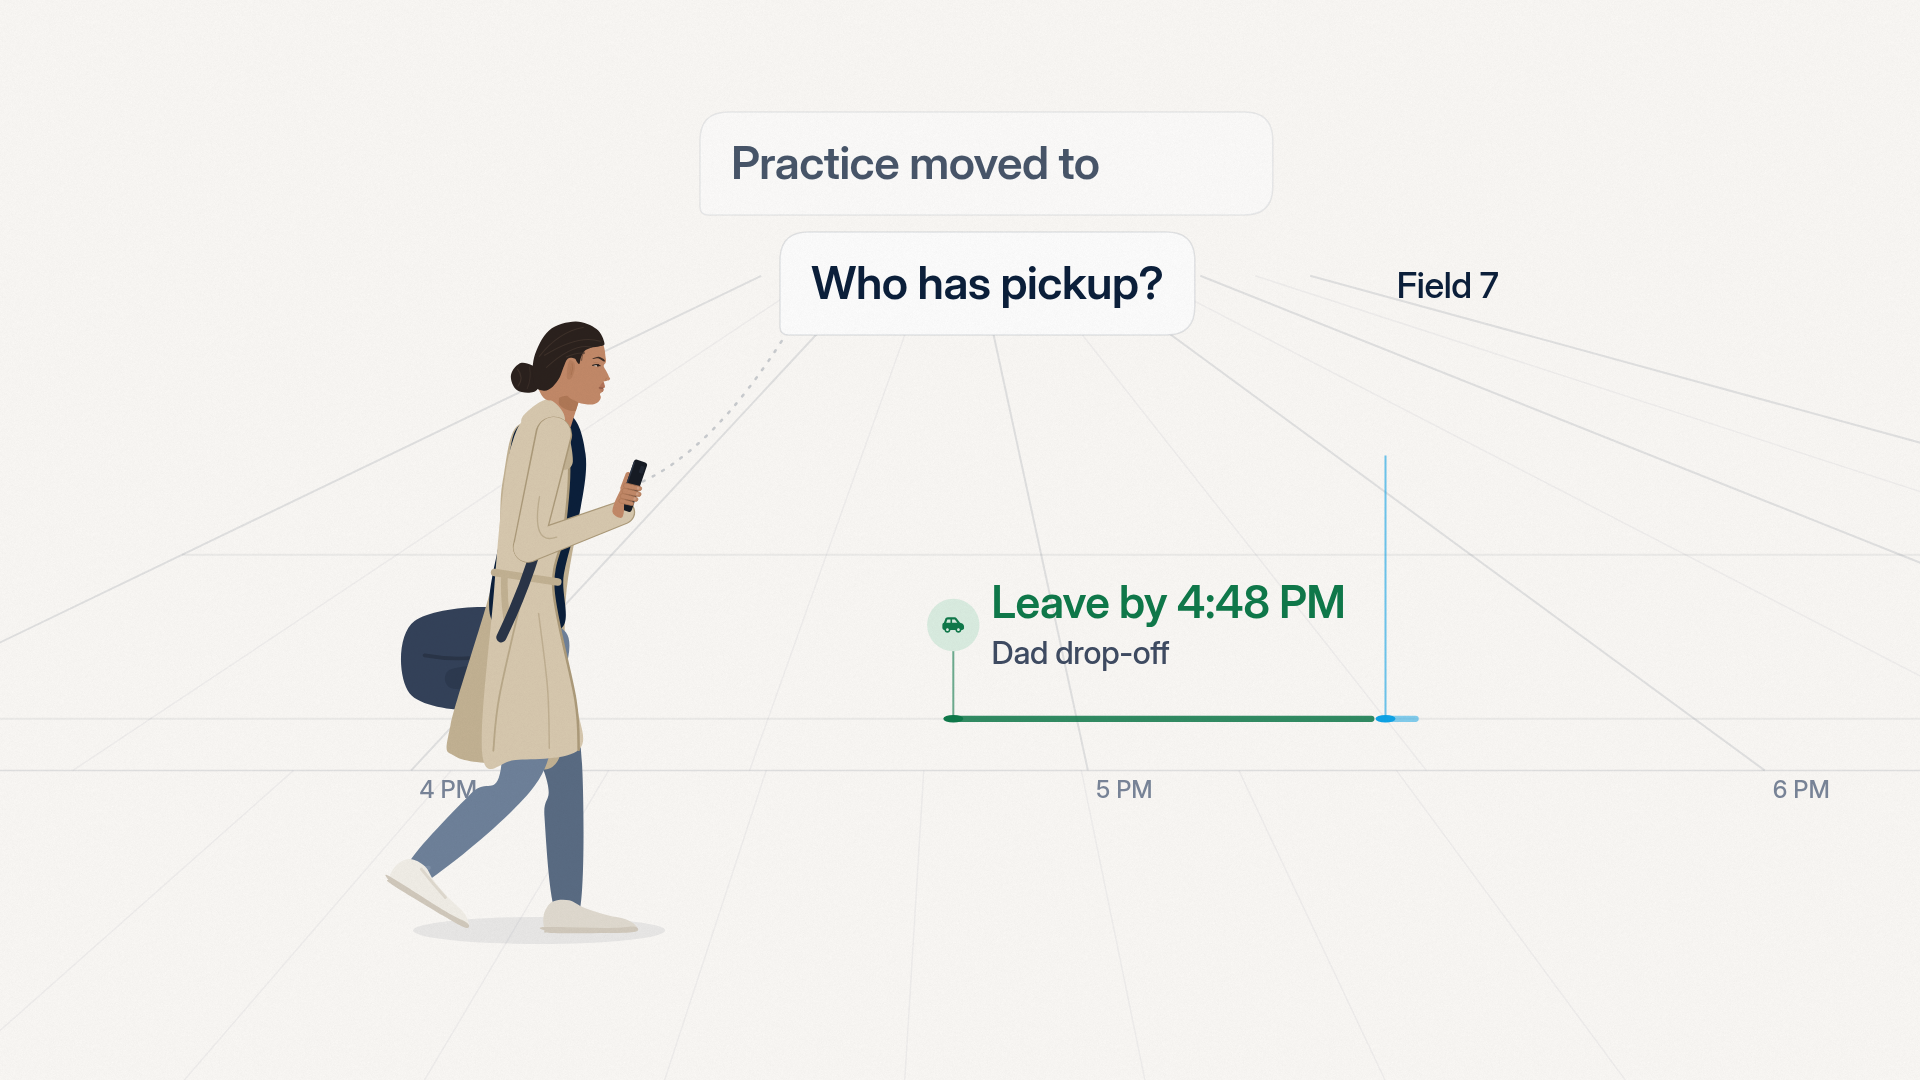 Practice moved to
Who has pickup?
Field 7
Leave by 4:48 PM
Dad drop-off
4 PM
5 PM
6 PM